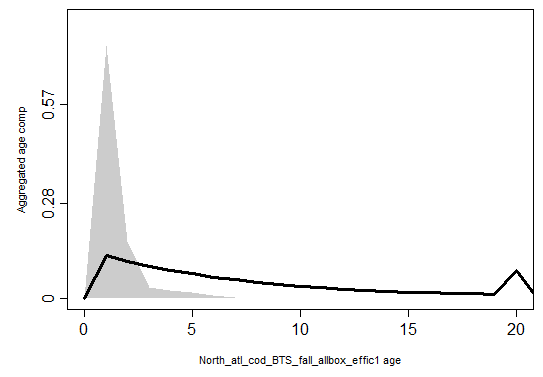 Aggregated age comp
0.57
0.28
0
0 5 10 15 20
North_atl_cod_BTS_fall_allbox_effic1 age